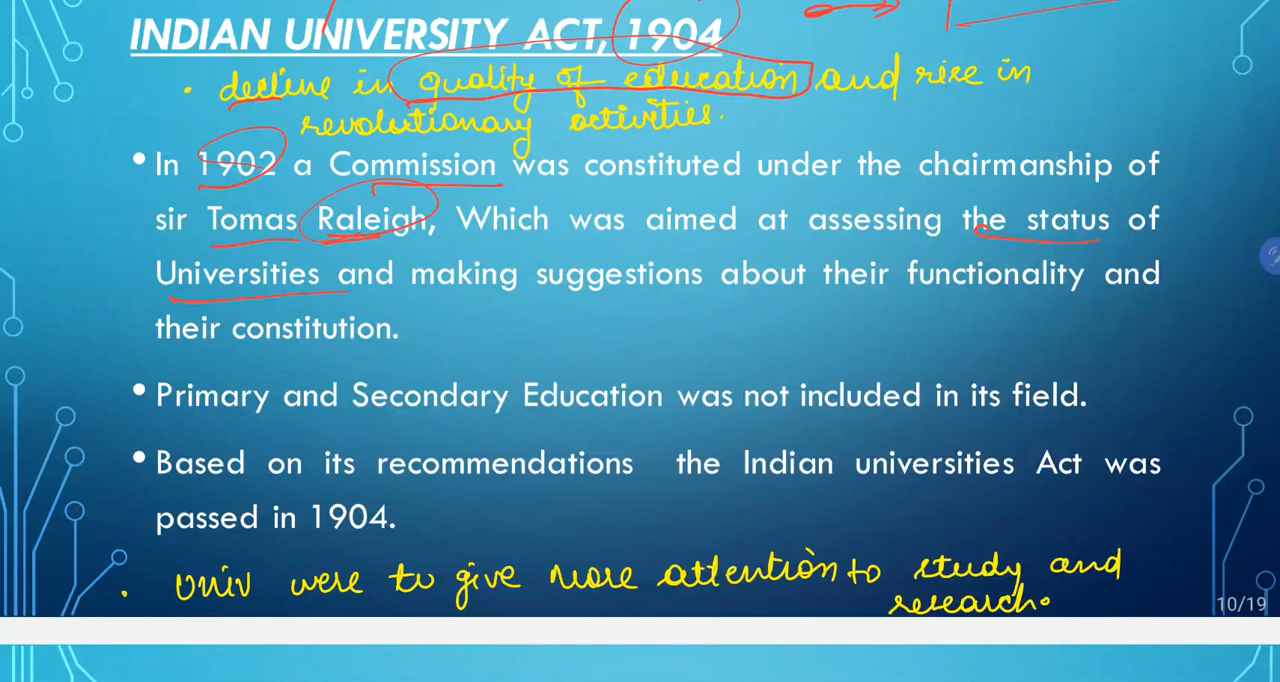 INDIAN UNIVERSITY ACT, 1904
• decline in quality of education and rise in
revolutionary activities.
• In 1902 a Commission was constituted under the chairmanship of
sir Tomas Raleigh, Which was aimed at assessing the status of
Universities and making suggestions about their functionality and
their constitution.
• Primary and Secondary Education was not included in its field.
• Based on its recommendations the Indian universities Act was
passed in 1904.
• Univ were to give more attention to study and
research.
10/19